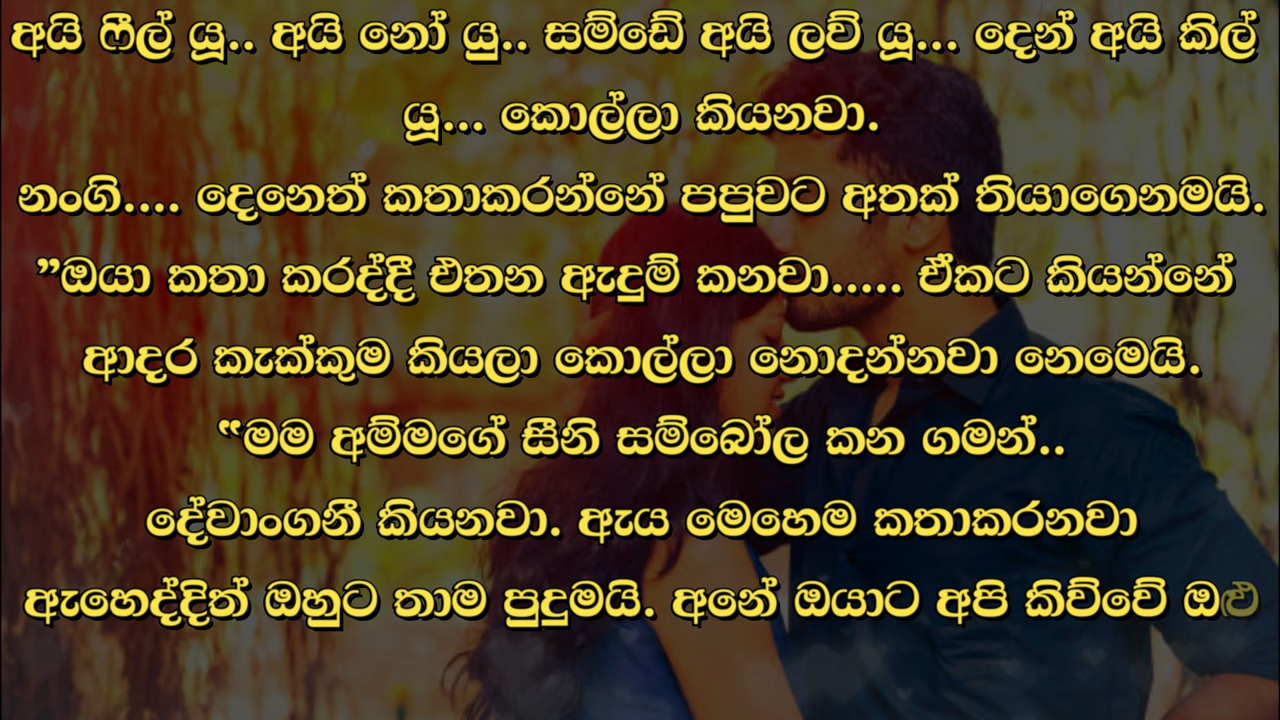 අයි ෆීල් යූ.. අයි නෝ යු.. සම්ඩේ අයි ලව් යූ... දෙන් අයි කිල්
යූ... කොල්ලා කියනවා.
නංගි.... දෙනෙත් කතාකරන්නේ පපුවට අතක් තියාගෙනමයි.
”ඔයා කතා කරද්දී එතන ඇදුම් කනවා..... ඒකට කියන්නේ
ආදර කැක්කුම කියලා කොල්ලා නොදන්නවා නෙමෙයි.
“මම අම්මගේ සීනි සම්බෝල කන ගමන්..
දේවාංගනී කියනවා. ඇය මෙහෙම කතාකරනවා
ඇහෙද්දිත් ඔහුට තාම පුදුමයි. අනේ ඔයාට අපි කිව්වේ ඔළු